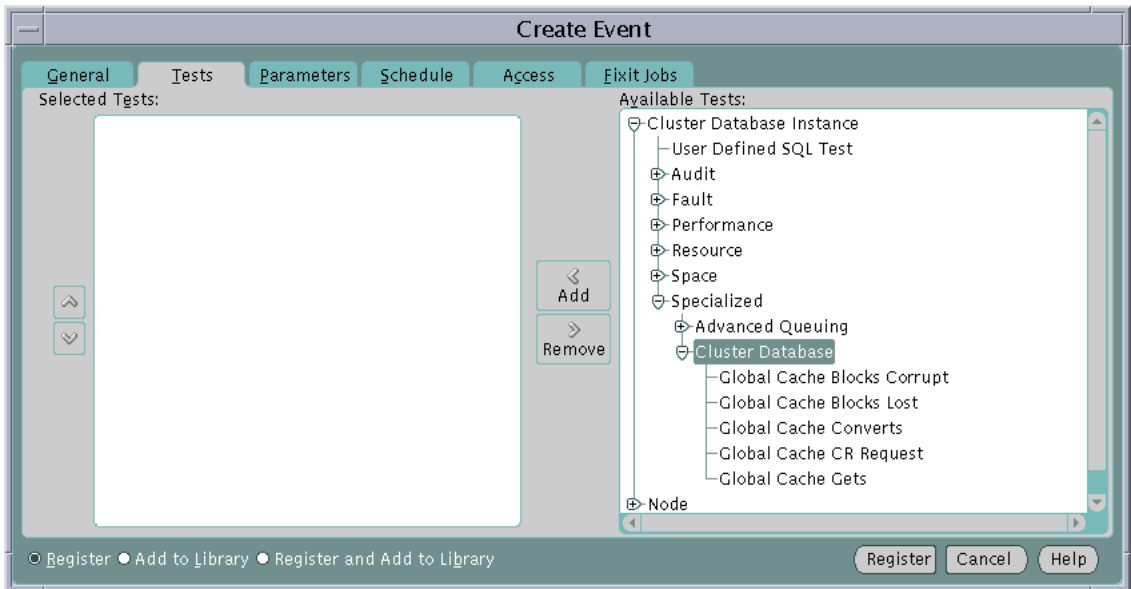 Create Event
General Tests Parameters Schedule Access Fixit Jobs
Selected Tests:
Available Tests:
Cluster Database Instance
User Defined SQL Test
Audit
Fault
Performance
Resource
Space
Specialized
Advanced Queuing
Cluster Database
Global Cache Blocks Corrupt
Global Cache Blocks Lost
Global Cache Converts
Global Cache CR Request
Global Cache Gets
Node
Add
Remove
Register Add to Library Register and Add to Library
Register Cancel Help